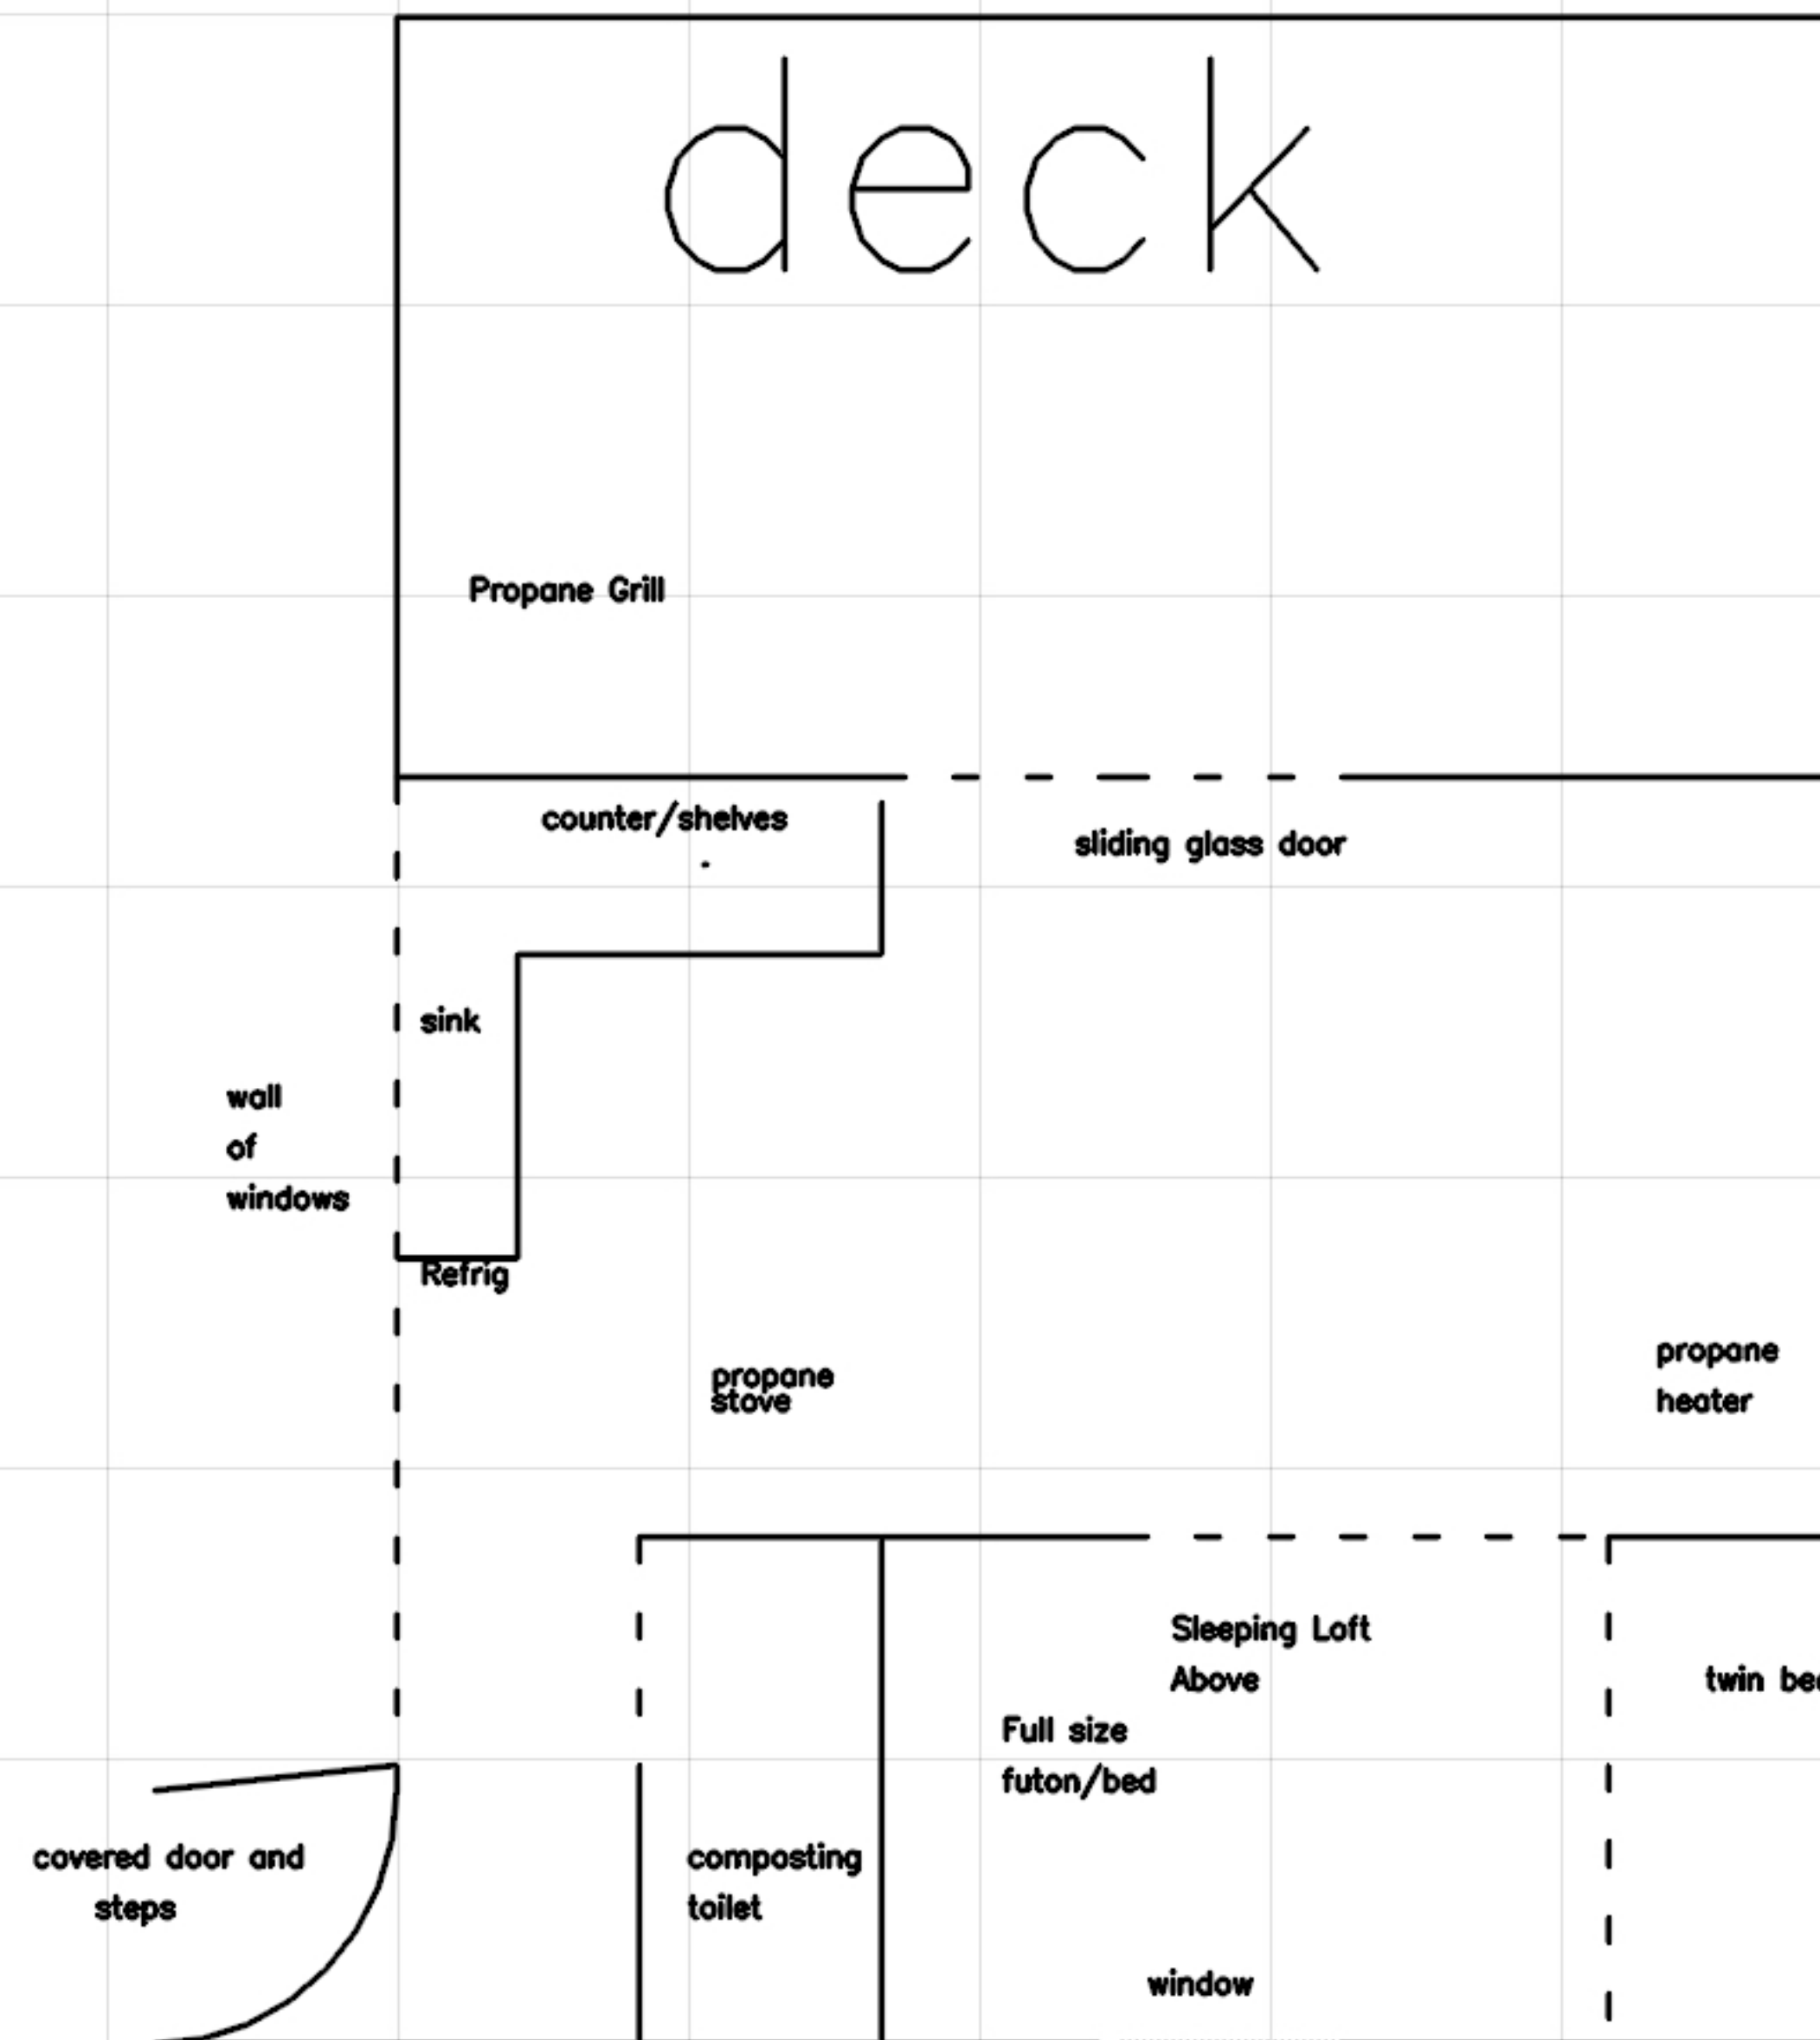 deck
Propane Grill
counter/shelves
sliding glass door
sink
wall
of
windows
Refrig
propane
stove
propane
heater
Sleeping Loft
Above
twin
Full size
futon/bed
covered door and
steps
composting
toilet
window